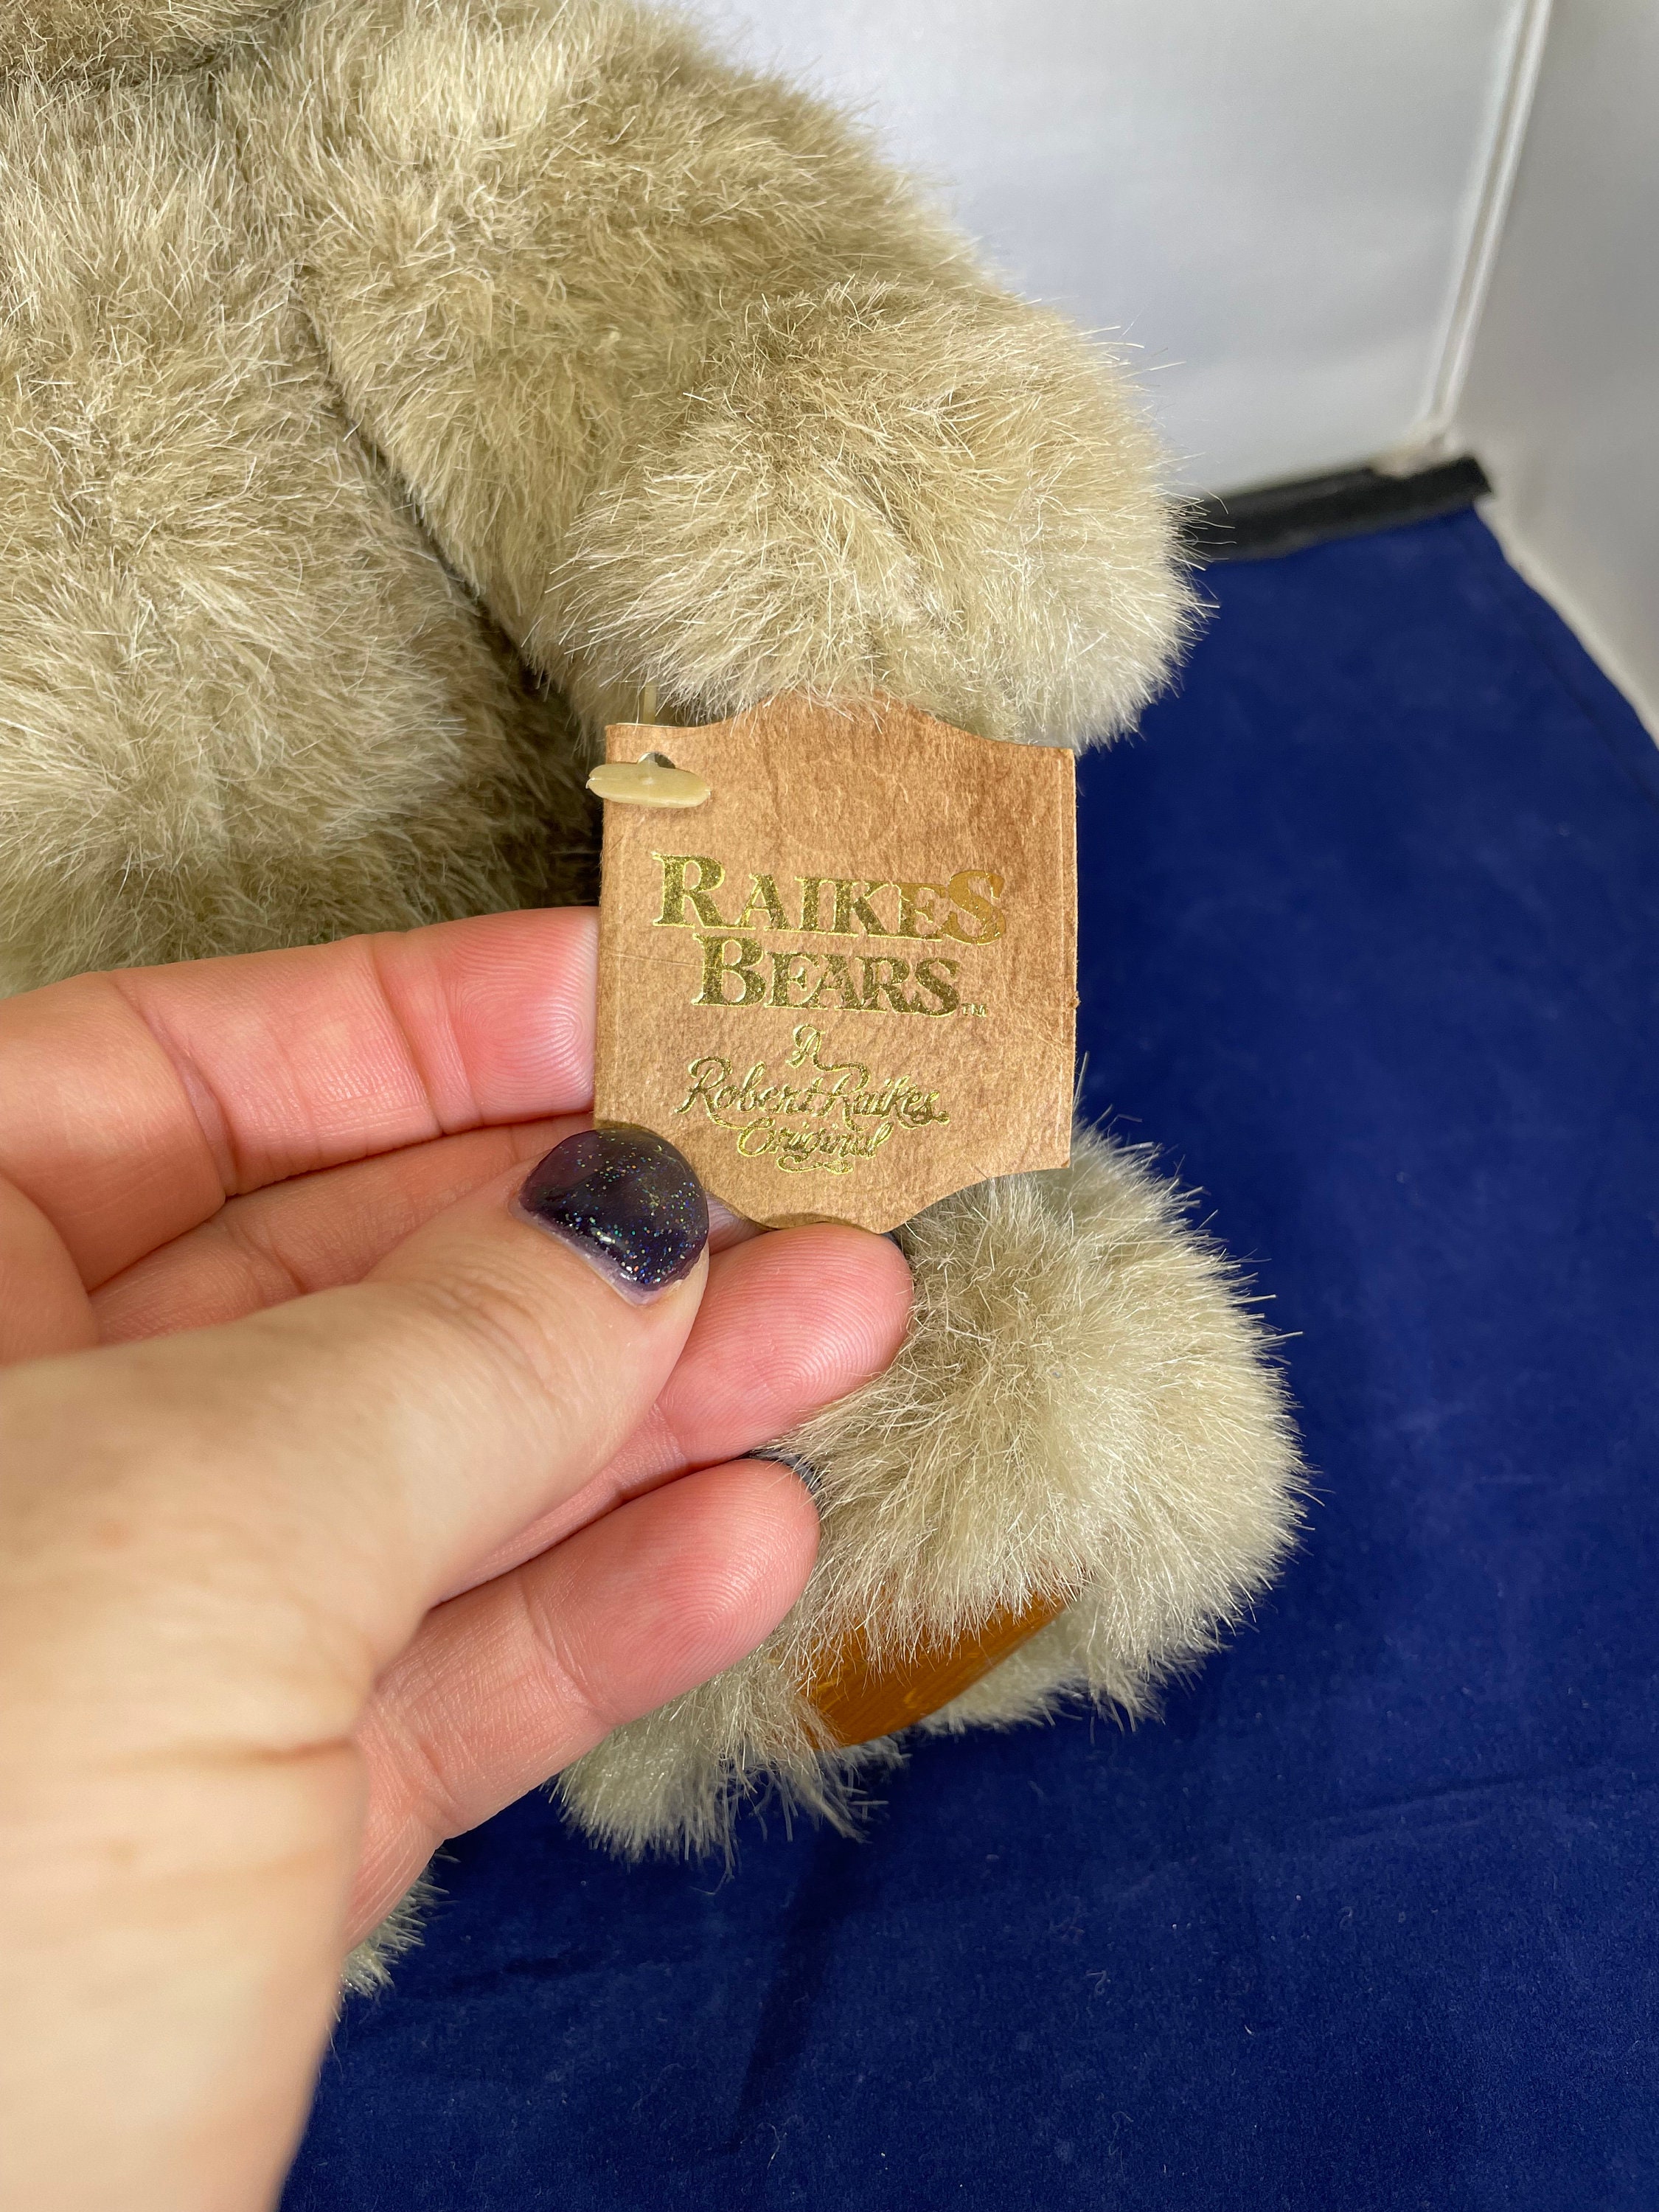 RAIKES
BEARS™
A
Robert Raikes
Original